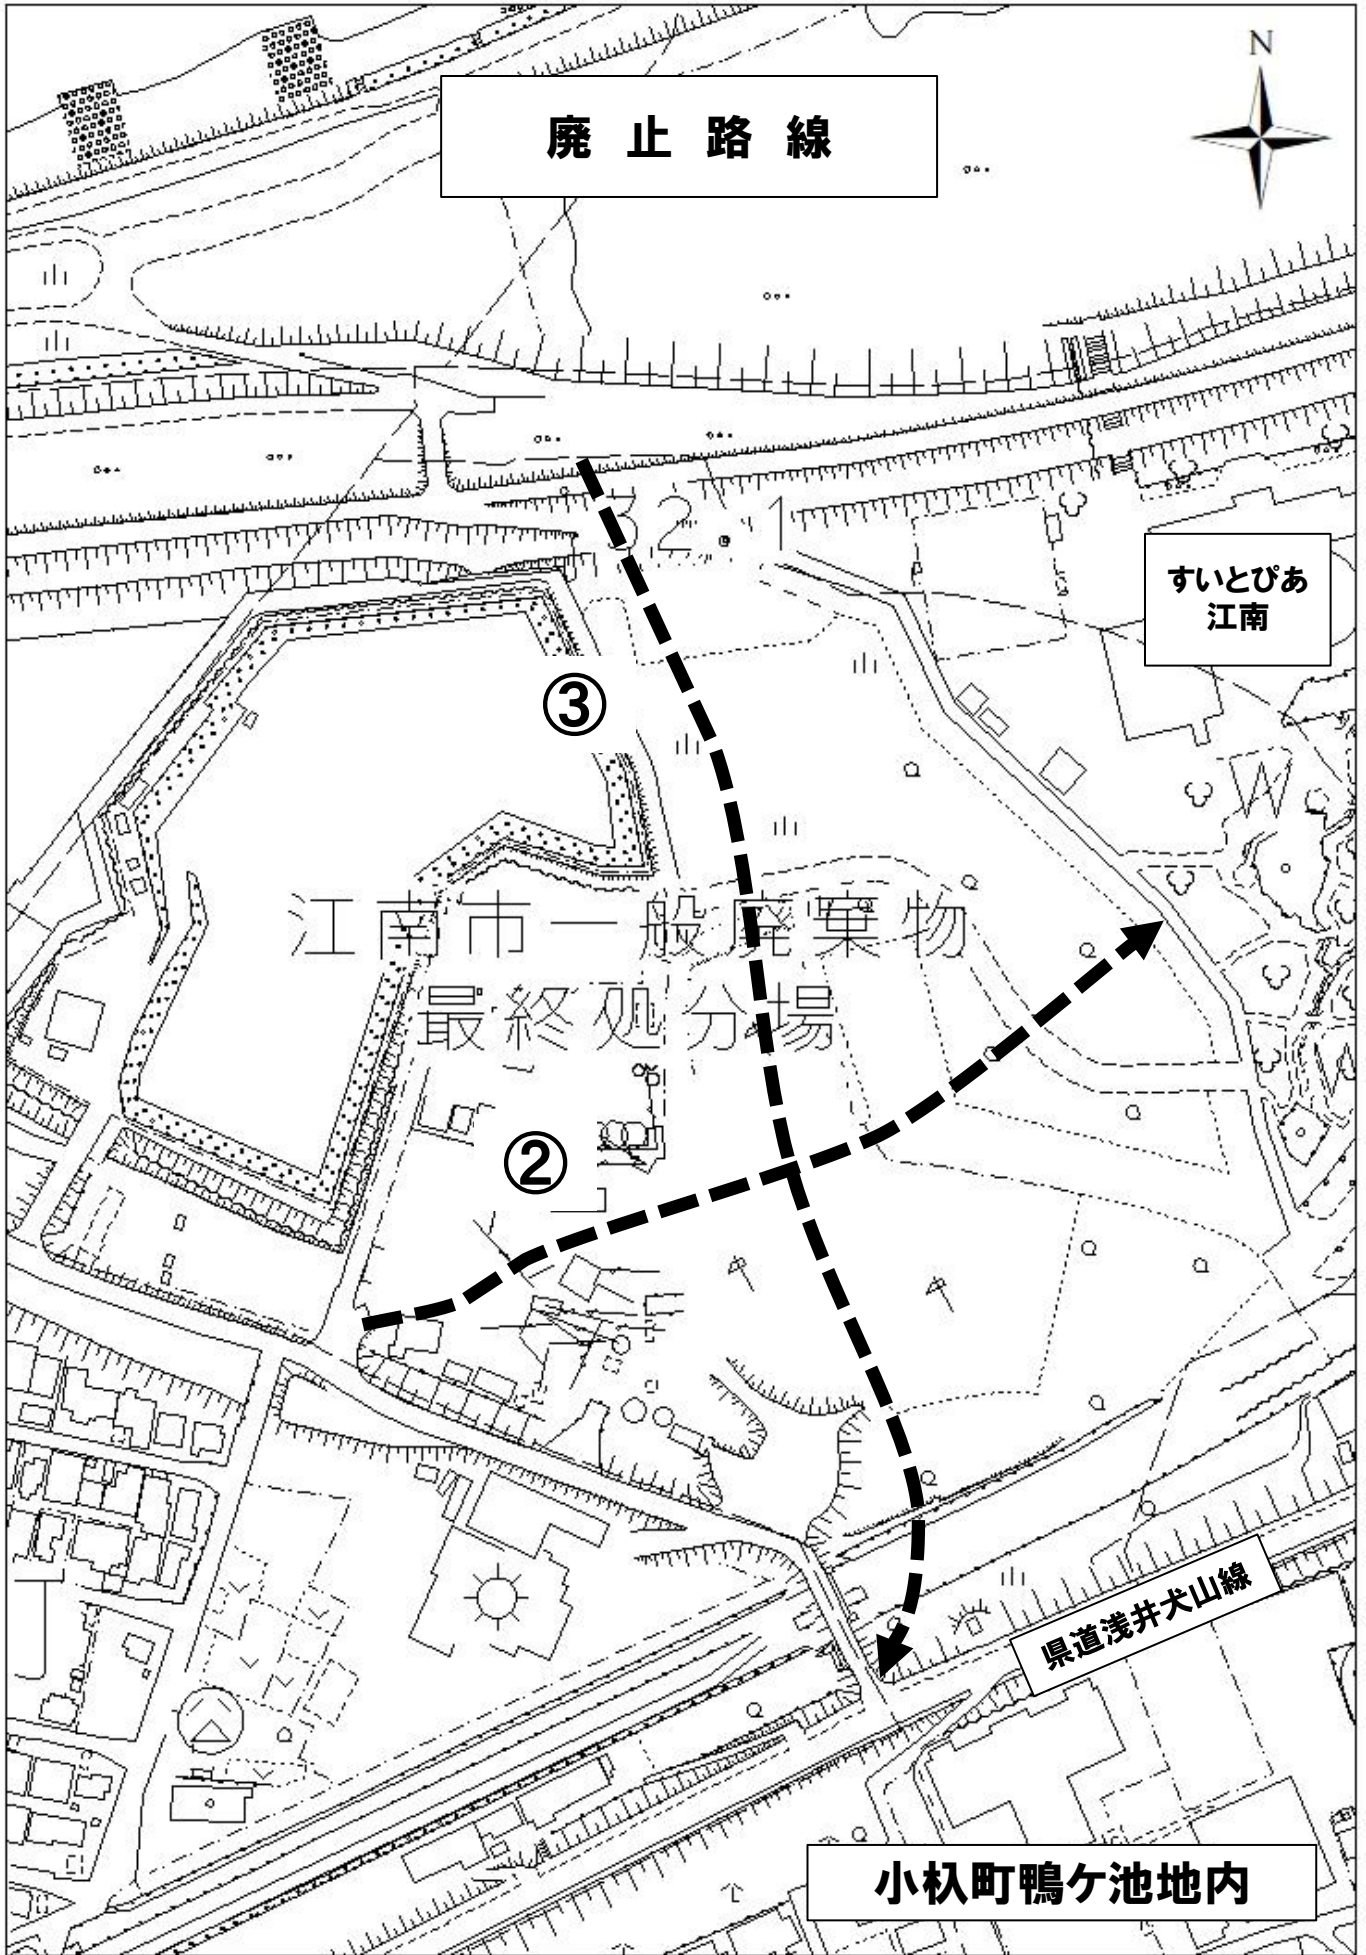 N
廃止路線
32.1
すいとぴあ
江南
③
江南市一般廃棄物
最終処分場
②
県道浅井犬山線
小杁町鴨ケ池地内